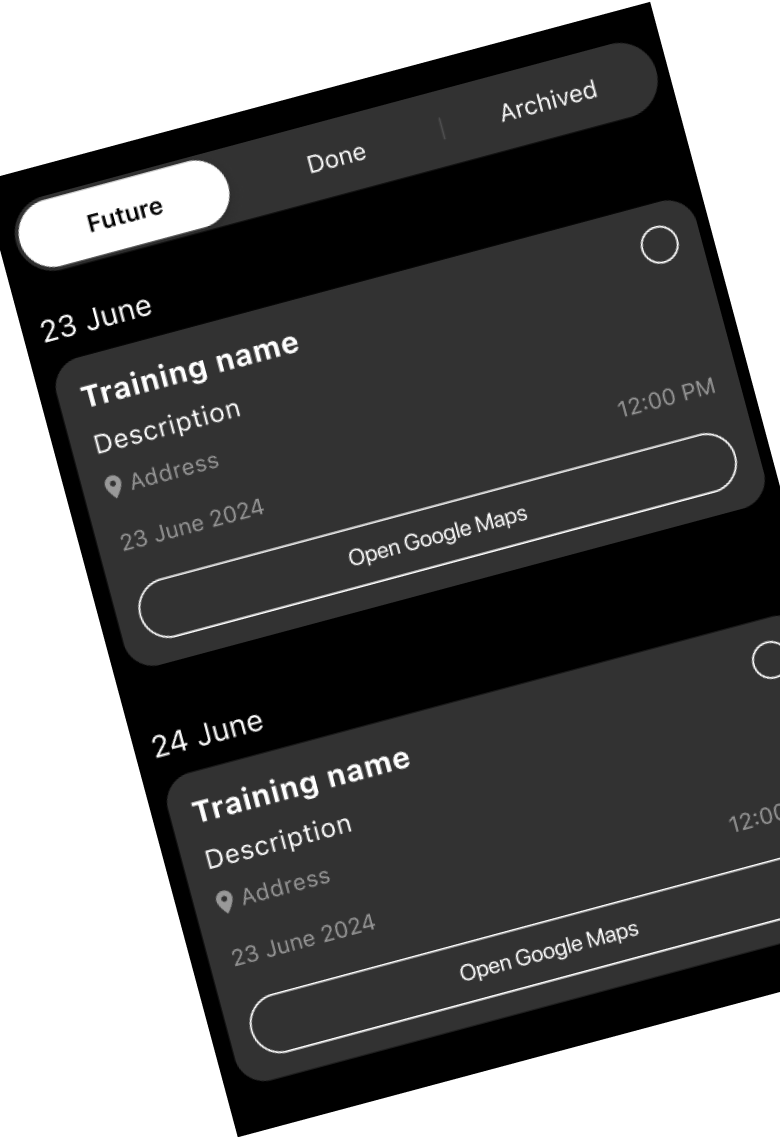 Future Done Archived
23 June
Training name
Description
Address
23 June 2024 12:00 PM
Open Google Maps
24 June
Training name
Description
Address
23 June 2024 12:00
Open Google Maps